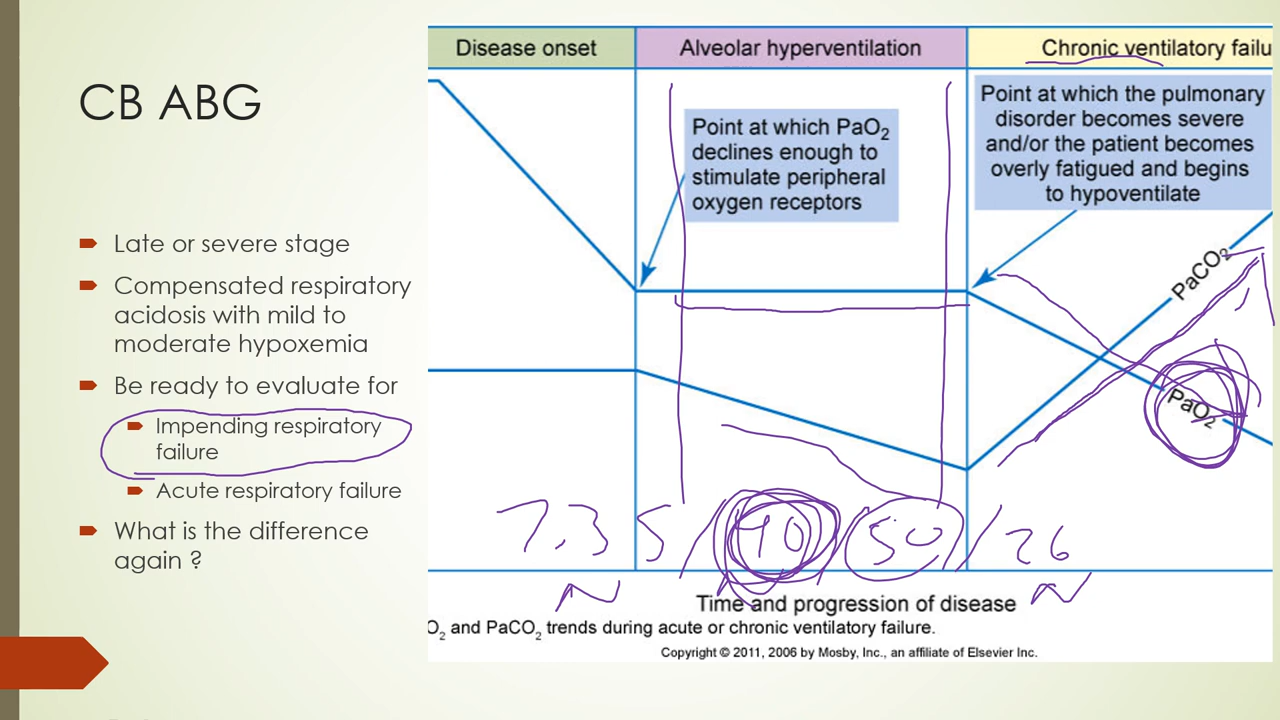 CB ABG
Late or severe stage
Compensated respiratory
acidosis with mild to
moderate hypoxemia
Be ready to evaluate for
Impending respiratory
failure
Acute respiratory failure
What is the difference
again ?
Disease onset
Alveolar hyperventilation
Chronic ventilatory failu
Point at which PaO₂
declines enough to
stimulate peripheral
oxygen receptors
Point at which the pulmonary
disorder becomes severe
and/or the patient becomes
overly fatigued and begins
to hypoventilate
PaCO₂
PaO₂
7.35/40/50/26
N N N
Time and progression of disease
O₂ and PaCO₂ trends during acute or chronic ventilatory failure.
Copyright © 2011, 2006 by Mosby, Inc., an affiliate of Elsevier Inc.